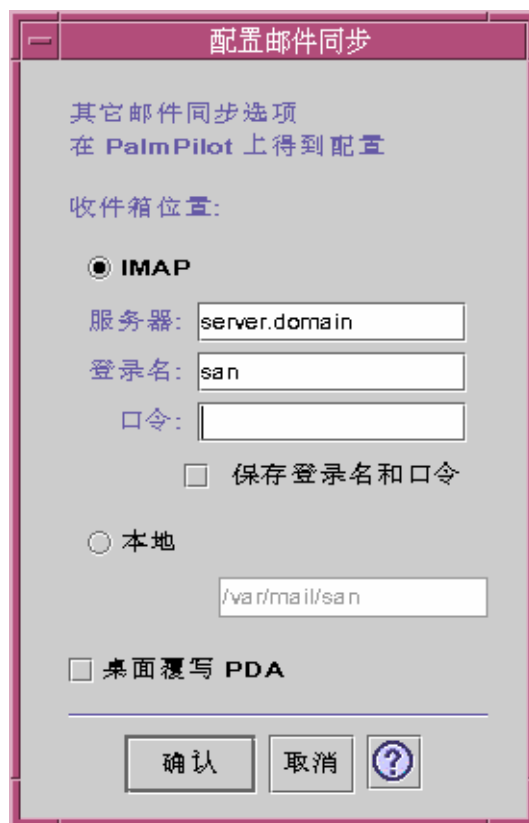 配置邮件同步
其它邮件同步选项
在 PalmPilot 上得到配置
收件箱位置:
IMAP
服务器: server.domain
登录名: san
口令:
保存登录名和口令
本地
/var/mail/san
桌面覆写 PDA
确认 取消 ?